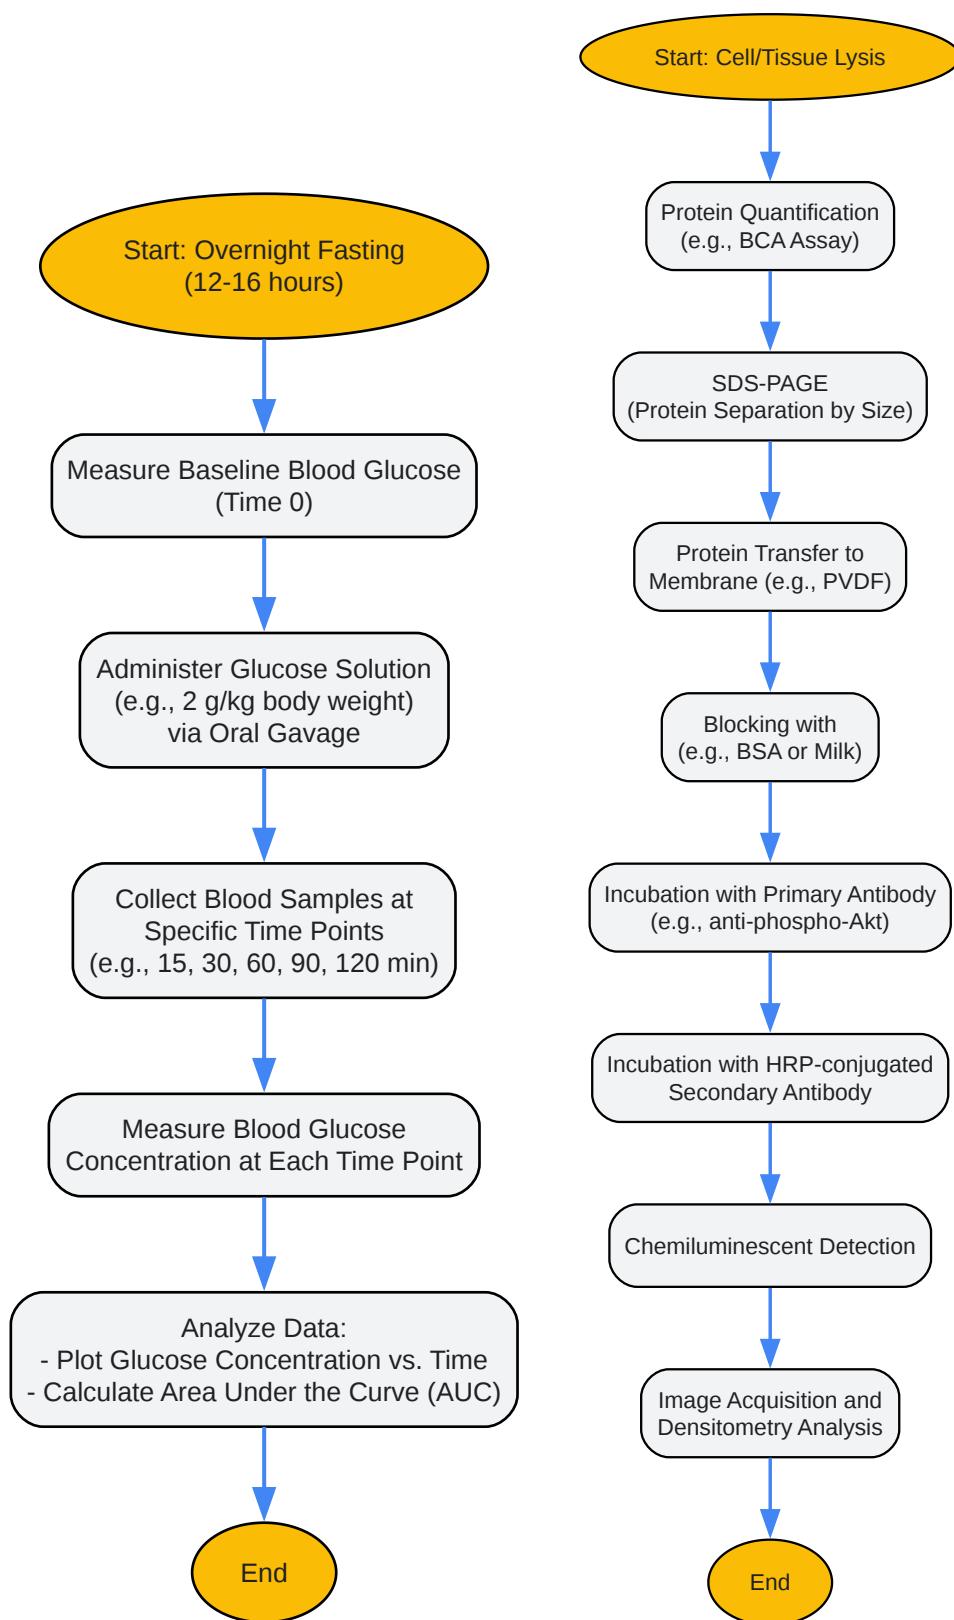 Start: Overnight Fasting
(12-16 hours)
Measure Baseline Blood Glucose
(Time 0)
Administer Glucose Solution
(e.g., 2 g/kg body weight)
via Oral Gavage
Collect Blood Samples at
Specific Time Points
(e.g., 15, 30, 60, 90, 120 min)
Measure Blood Glucose
Concentration at Each Time Point
Analyze Data:
- Plot Glucose Concentration vs. Time
- Calculate Area Under the Curve (AUC)
End
Start: Cell/Tissue Lysis
Protein Quantification
(e.g., BCA Assay)
SDS-PAGE
(Protein Separation by Size)
Protein Transfer to
Membrane (e.g., PVDF)
Blocking with
(e.g., BSA or Milk)
Incubation with Primary Antibody
(e.g., anti-phospho-Akt)
Incubation with HRP-conjugated
Secondary Antibody
Chemiluminescent Detection
Image Acquisition and
Densitometry Analysis
End